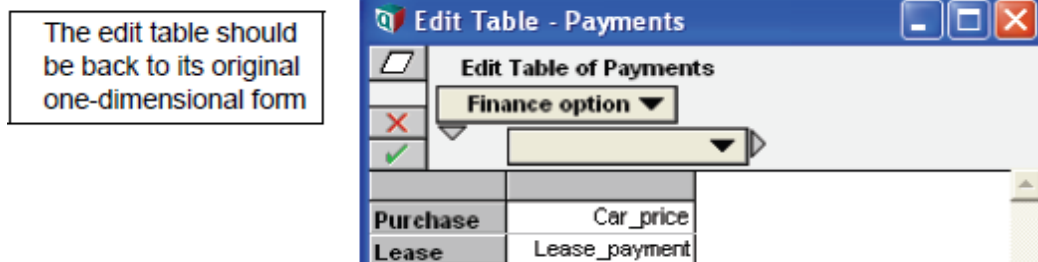 The edit table should
be back to its original
one-dimensional form
Edit Table - Payments
Edit Table of Payments
Finance option
Purchase Car_price
Lease Lease_payment